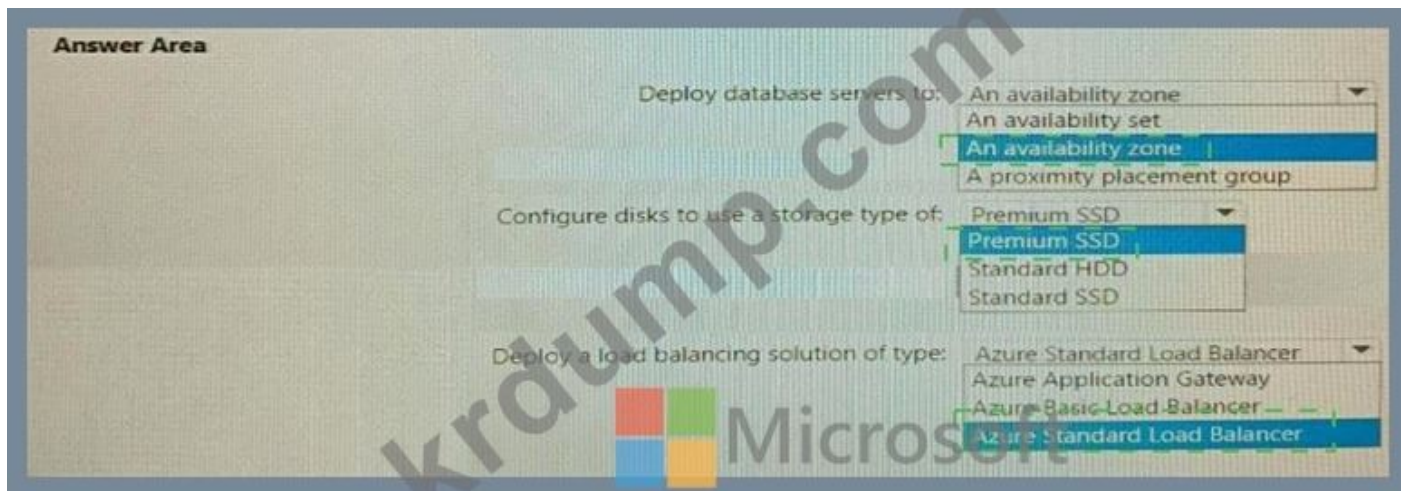 Answer Area
Deploy database servers to: An availability zone
An availability set
An availability zone
A proximity placement group
Configure disks to use a storage type of: Premium SSD
Premium SSD
Standard HDD
Standard SSD
Deploy a load balancing solution of type: Azure Standard Load Balancer
Azure Application Gateway
Azure Basic Load Balancer
Azure Standard Load Balancer
krdump.com
Microsoft